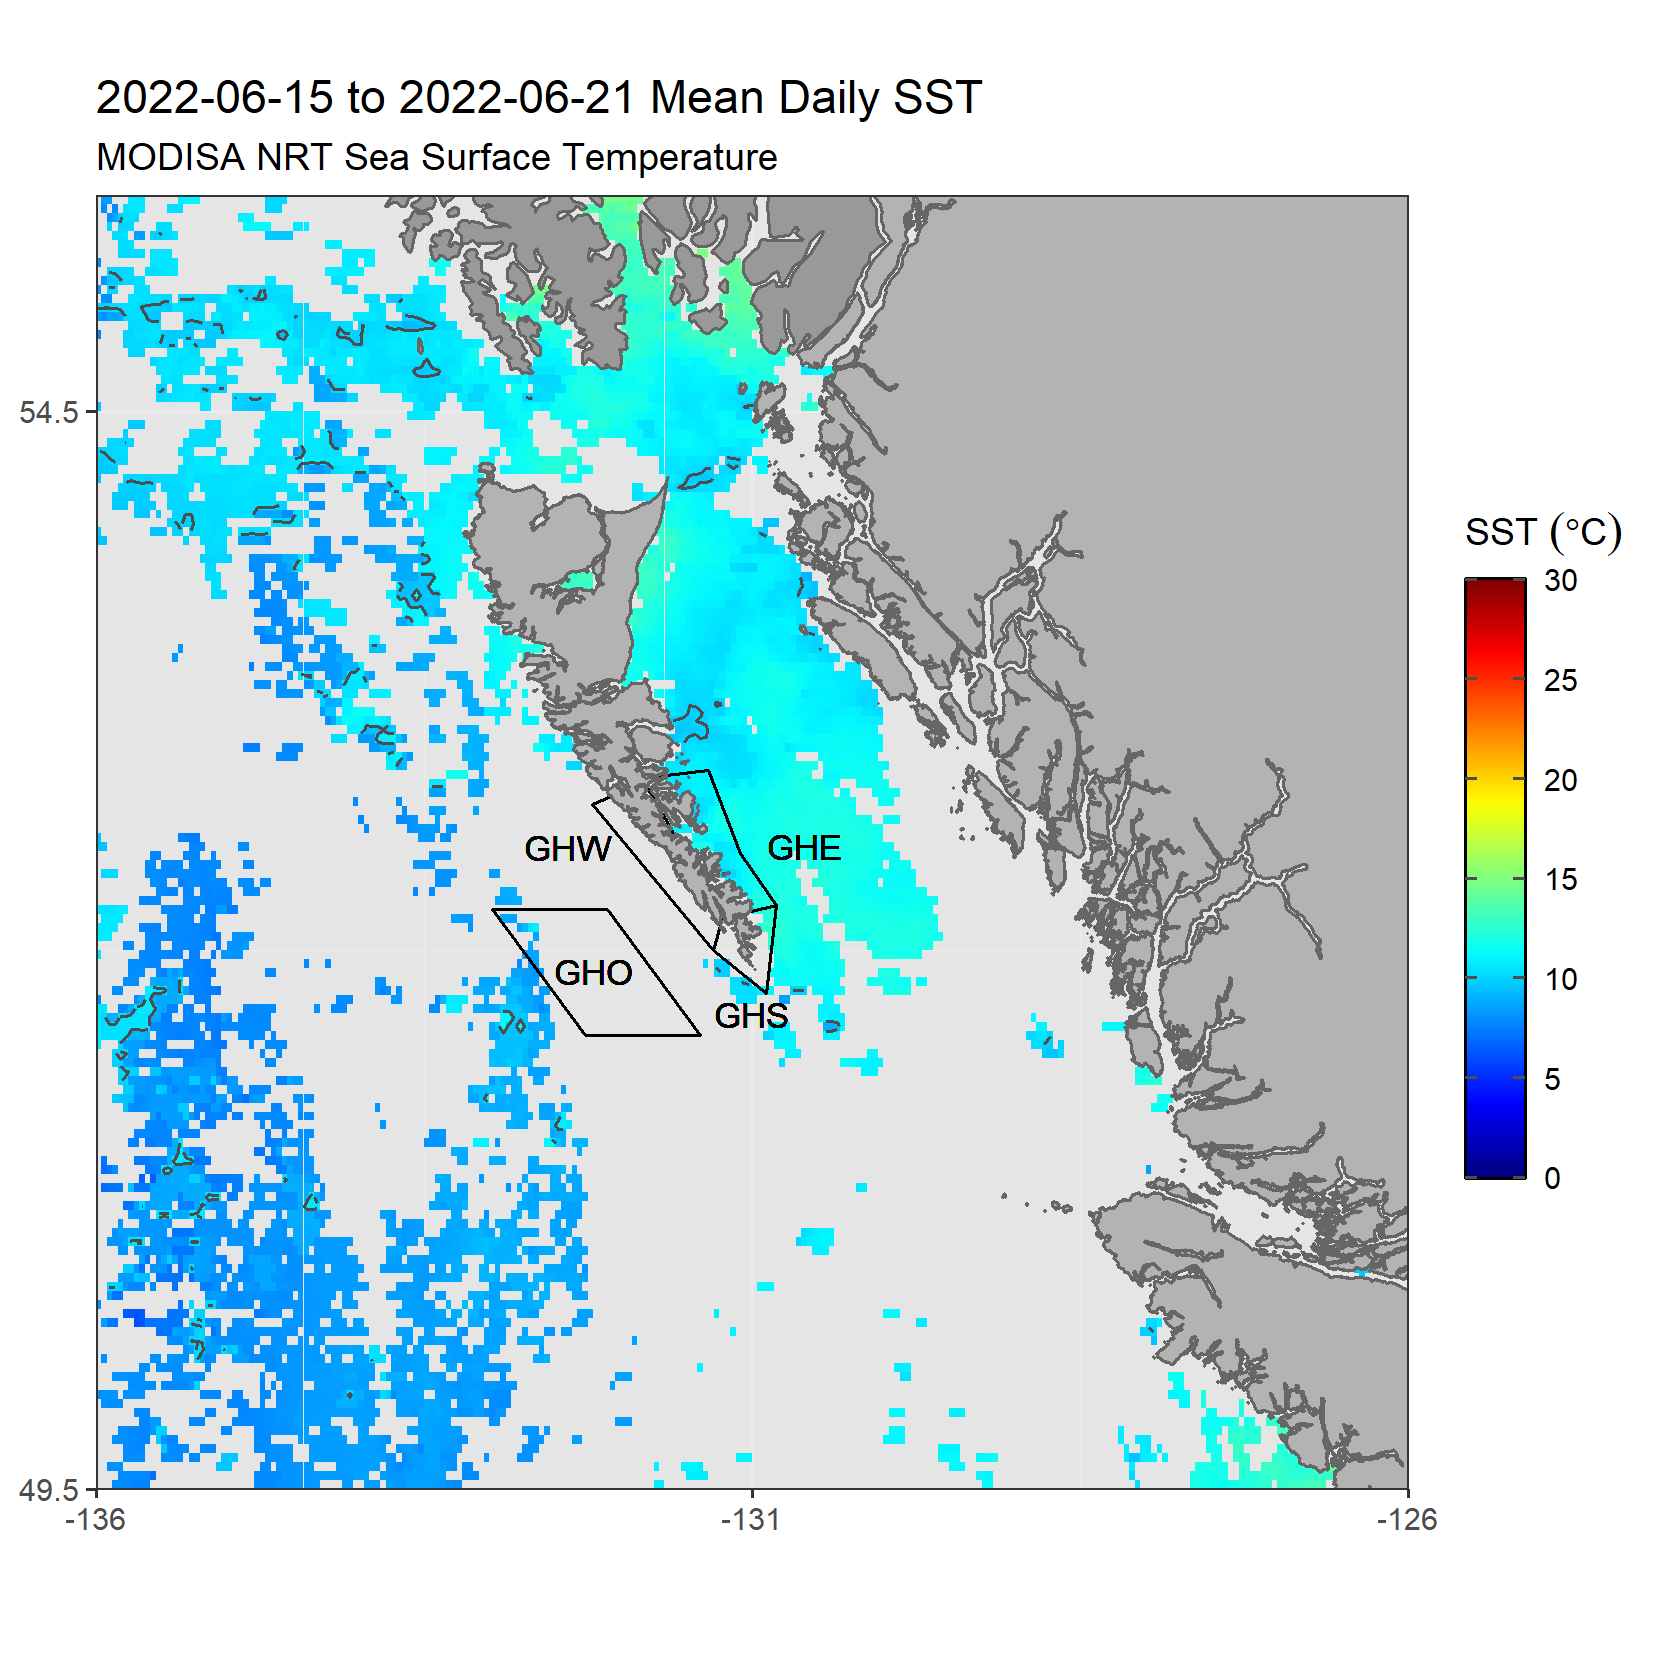 2022-06-15 to 2022-06-21 Mean Daily SST
MODISA NRT Sea Surface Temperature
54.5
49.5
-136
-131
-126
GHW
GHE
GHO
GHS
SST (°C)
30
25
20
15
10
5
0